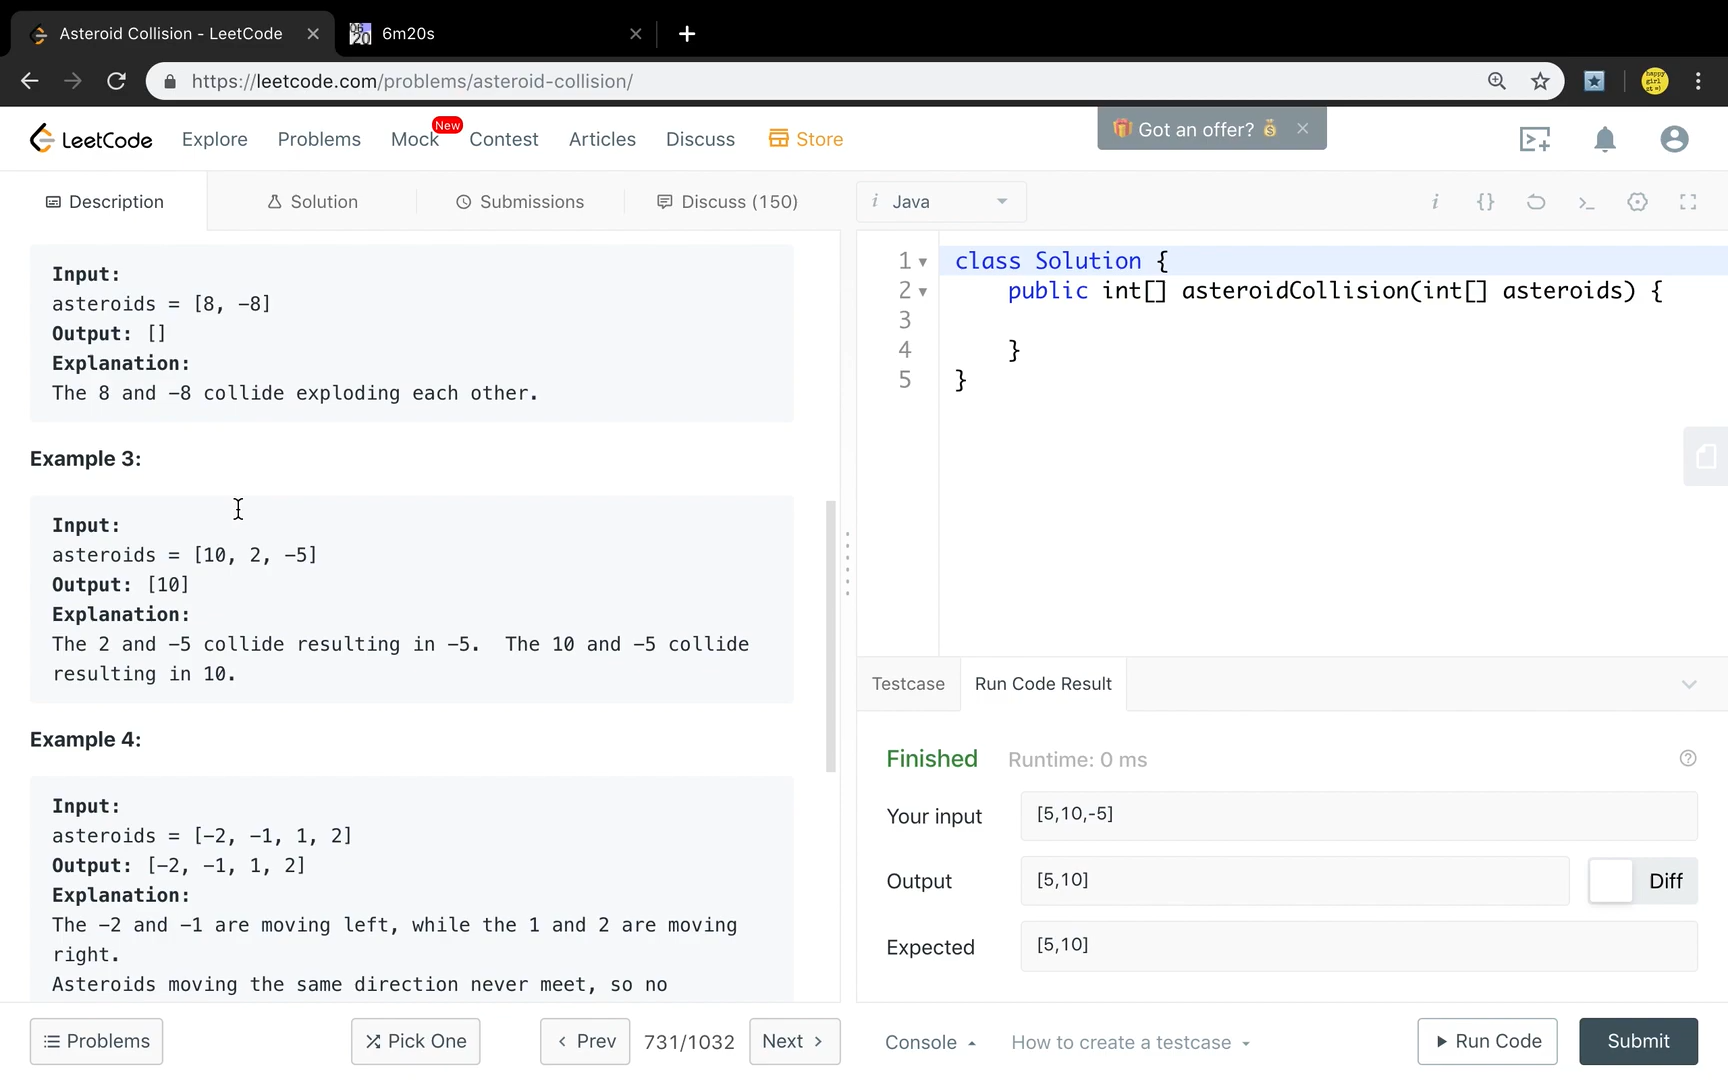 Asteroid Collision - LeetCode
6m20s
https://leetcode.com/problems/asteroid-collision/
LeetCode
Explore
Problems
Mock
New
Contest
Articles
Discuss
Store
Got an offer?
Description
Solution
Submissions
Discuss (150)
i Java
Input:
asteroids = [8, -8]
Output: []
Explanation:
The 8 and -8 collide exploding each other.
Example 3:
Input:
asteroids = [10, 2, -5]
Output: [10]
Explanation:
The 2 and -5 collide resulting in -5.  The 10 and -5 collide
resulting in 10.
Example 4:
Input:
asteroids = [-2, -1, 1, 2]
Output: [-2, -1, 1, 2]
Explanation:
The -2 and -1 are moving left, while the 1 and 2 are moving
right.
Asteroids moving the same direction never meet, so no
Problems
Pick One
Prev
731/1032
Next
1 class Solution {
2     public int[] asteroidCollision(int[] asteroids) {
3
4     }
5 }
Testcase
Run Code Result
Finished
Runtime: 0 ms
Your input
[5,10,-5]
Output
[5,10]
Diff
Expected
[5,10]
Console
How to create a testcase
Run Code
Submit